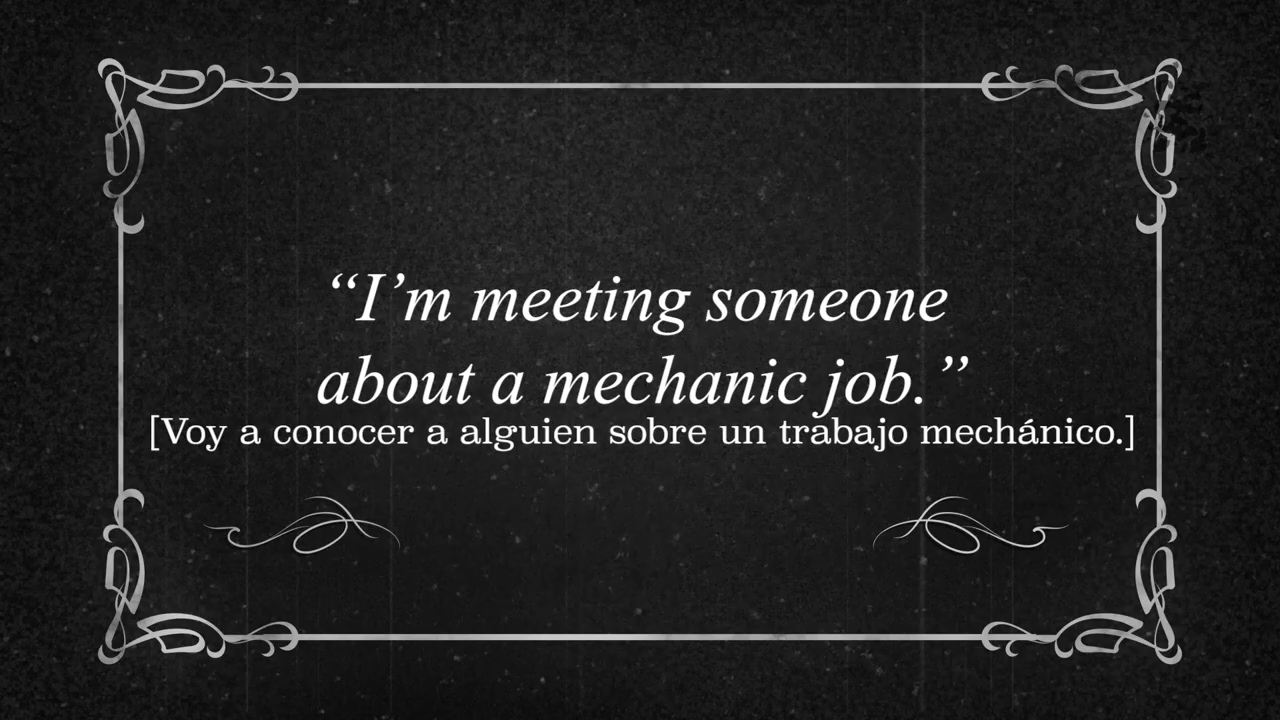 “I’m meeting someone
about a mechanic job.”
[Voy a conocer a alguien sobre un trabajo mechánico.]